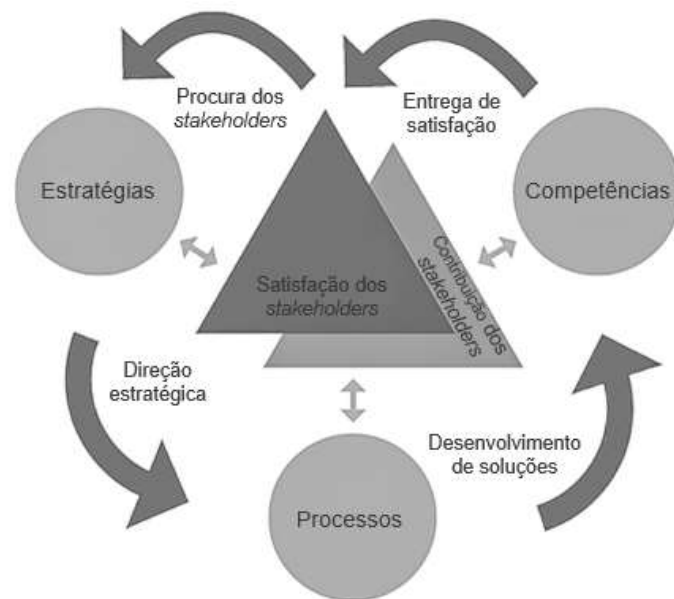 Procura dos
stakeholders
Entrega de
satisfação
Estratégias
Competências
Satisfação dos
stakeholders
Contribuição dos
stakeholders
Direção
estratégica
Desenvolvimento
de soluções
Processos